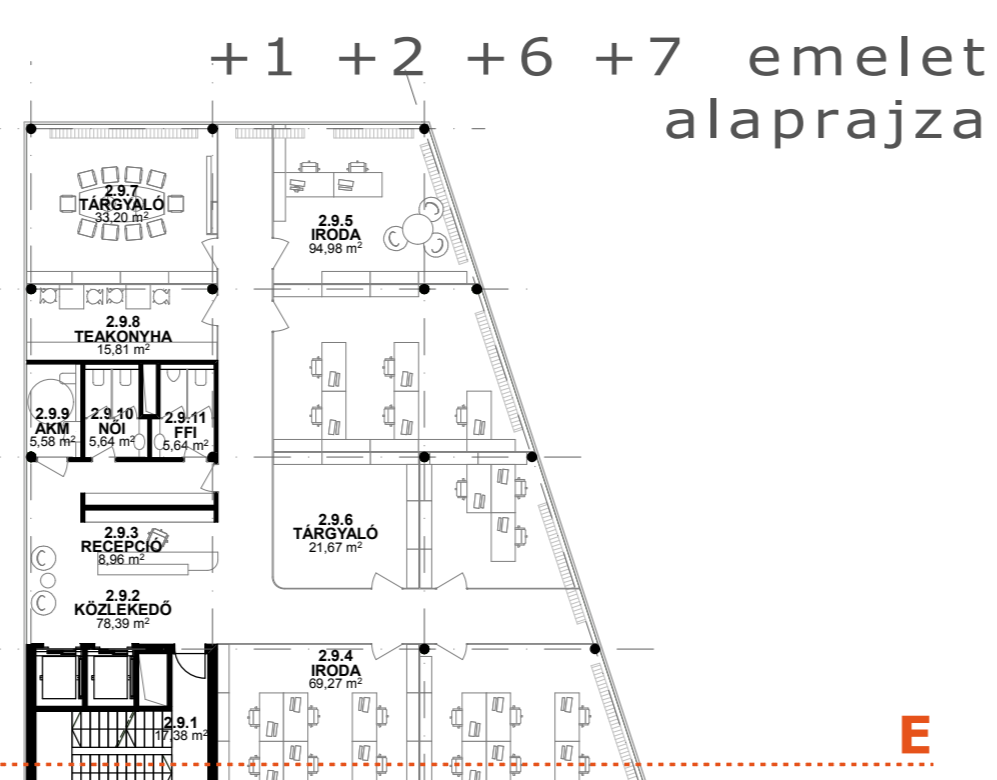 +1 +2 +6 +7 emelet
alaprajza
2.9.7
TÁRGYALÓ
33,20 m²
2.9.5
IRODA
94,98 m²
2.9.8
TEAKONYHA
15,81 m²
2.9.9
AKM
5,58 m²
2.9.10
NŐI
5,64 m²
2.9.11
FFI
5,64 m²
2.9.6
TÁRGYALÓ
21,67 m²
2.9.3
RECEPCIÓ
8,96 m²
2.9.2
KÖZLEKEDŐ
78,39 m²
2.9.4
IRODA
69,27 m²
2.9.1
17,38 m²
E